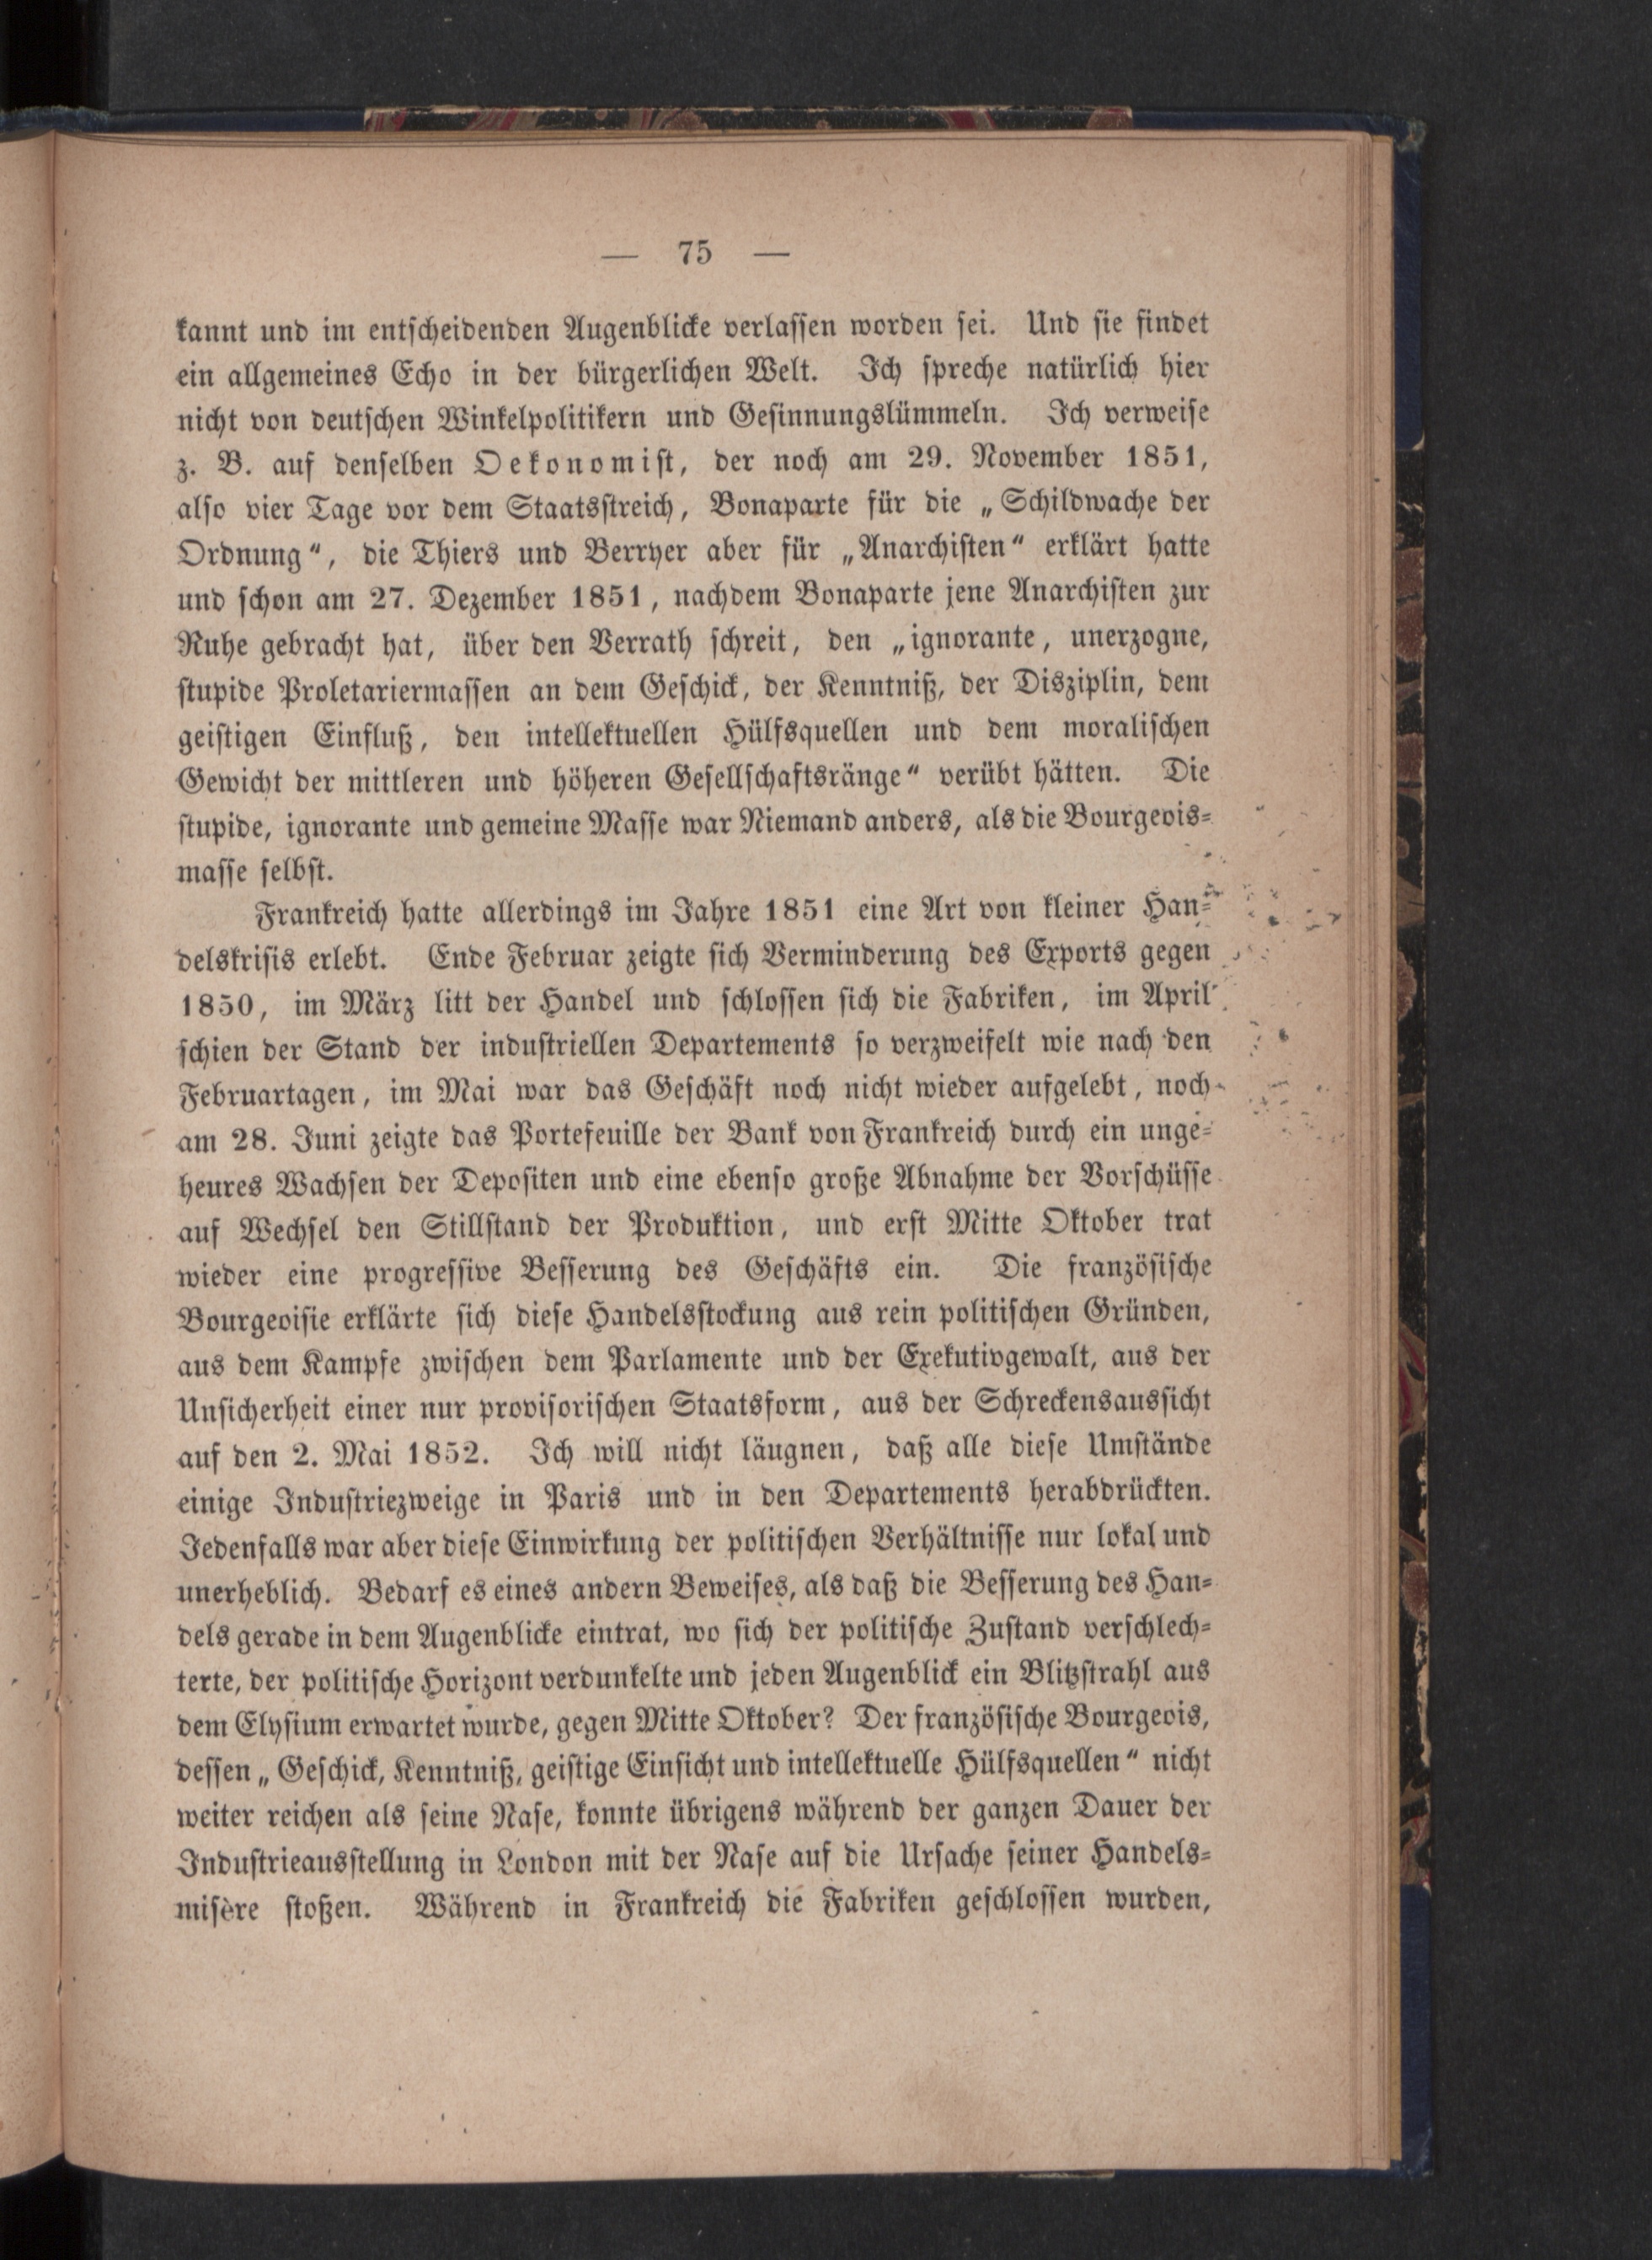 — 75 —
kannt und im entscheidenden Augenblicke verlassen worden sei. Und sie findet
ein allgemeines Echo in der bürgerlichen Welt. Ich spreche natürlich hier
nicht von deutschen Winkelpolitikern und Gesinnungslümmeln. Ich verweise
z. B. auf denselben Oekonomist, der noch am 29. November 1851,
also vier Tage vor dem Staatsstreich, Bonaparte für die „Schildwache der
Ordnung“, die Thiers und Berryer aber für „Anarchisten“ erklärt hatte
und schon am 27. Dezember 1851, nachdem Bonaparte jene Anarchisten zur
Ruhe gebracht hat, über den Verrath schreit, den „ignorante, unerzogne,
stupide Proletariermassen an dem Geschick, der Kenntniß, der Disziplin, dem
geistigen Einfluß, den intellektuellen Hülfsquellen und dem moralischen
Gewicht der mittleren und höheren Gesellschaftsränge“ verübt hätten. Die
stupide, ignorante und gemeine Masse war Niemand anders, als die Bourgeois-
masse selbst.
Frankreich hatte allerdings im Jahre 1851 eine Art von kleiner Han-
delskrisis erlebt. Ende Februar zeigte sich Verminderung des Exports gegen
1850, im März litt der Handel und schlossen sich die Fabriken, im April
schien der Stand der industriellen Departements so verzweifelt wie nach den
Februartagen, im Mai war das Geschäft noch nicht wieder aufgelebt, noch
am 28. Juni zeigte das Portefeuille der Bank von Frankreich durch ein unge-
heures Wachsen der Depositen und eine ebenso große Abnahme der Vorschüsse
auf Wechsel den Stillstand der Produktion, und erst Mitte Oktober trat
wieder eine progressive Besserung des Geschäfts ein. Die französische
Bourgeoisie erklärte sich diese Handelsstockung aus rein politischen Gründen,
aus dem Kampfe zwischen dem Parlamente und der Exekutivgewalt, aus der
Unsicherheit einer nur provisorischen Staatsform, aus der Schreckensaussicht
auf den 2. Mai 1852. Ich will nicht läugnen, daß alle diese Umstände
einige Industriezweige in Paris und in den Departements herabdrückten.
Jedenfalls war aber diese Einwirkung der politischen Verhältnisse nur lokal und
unerheblich. Bedarf es eines andern Beweises, als daß die Besserung des Han-
dels gerade in dem Augenblicke eintrat, wo sich der politische Zustand verschlech-
terte, der politische Horizont verdunkelte und jeden Augenblick ein Blitzstrahl aus
dem Elysium erwartet wurde, gegen Mitte Oktober? Der französische Bourgeois,
dessen „Geschick, Kenntniß, geistige Einsicht und intellektuelle Hülfsquellen“ nicht
weiter reichen als seine Nase, konnte übrigens während der ganzen Dauer der
Industrieausstellung in London mit der Nase auf die Ursache seiner Handels-
misère stoßen. Während in Frankreich die Fabriken geschlossen wurden,